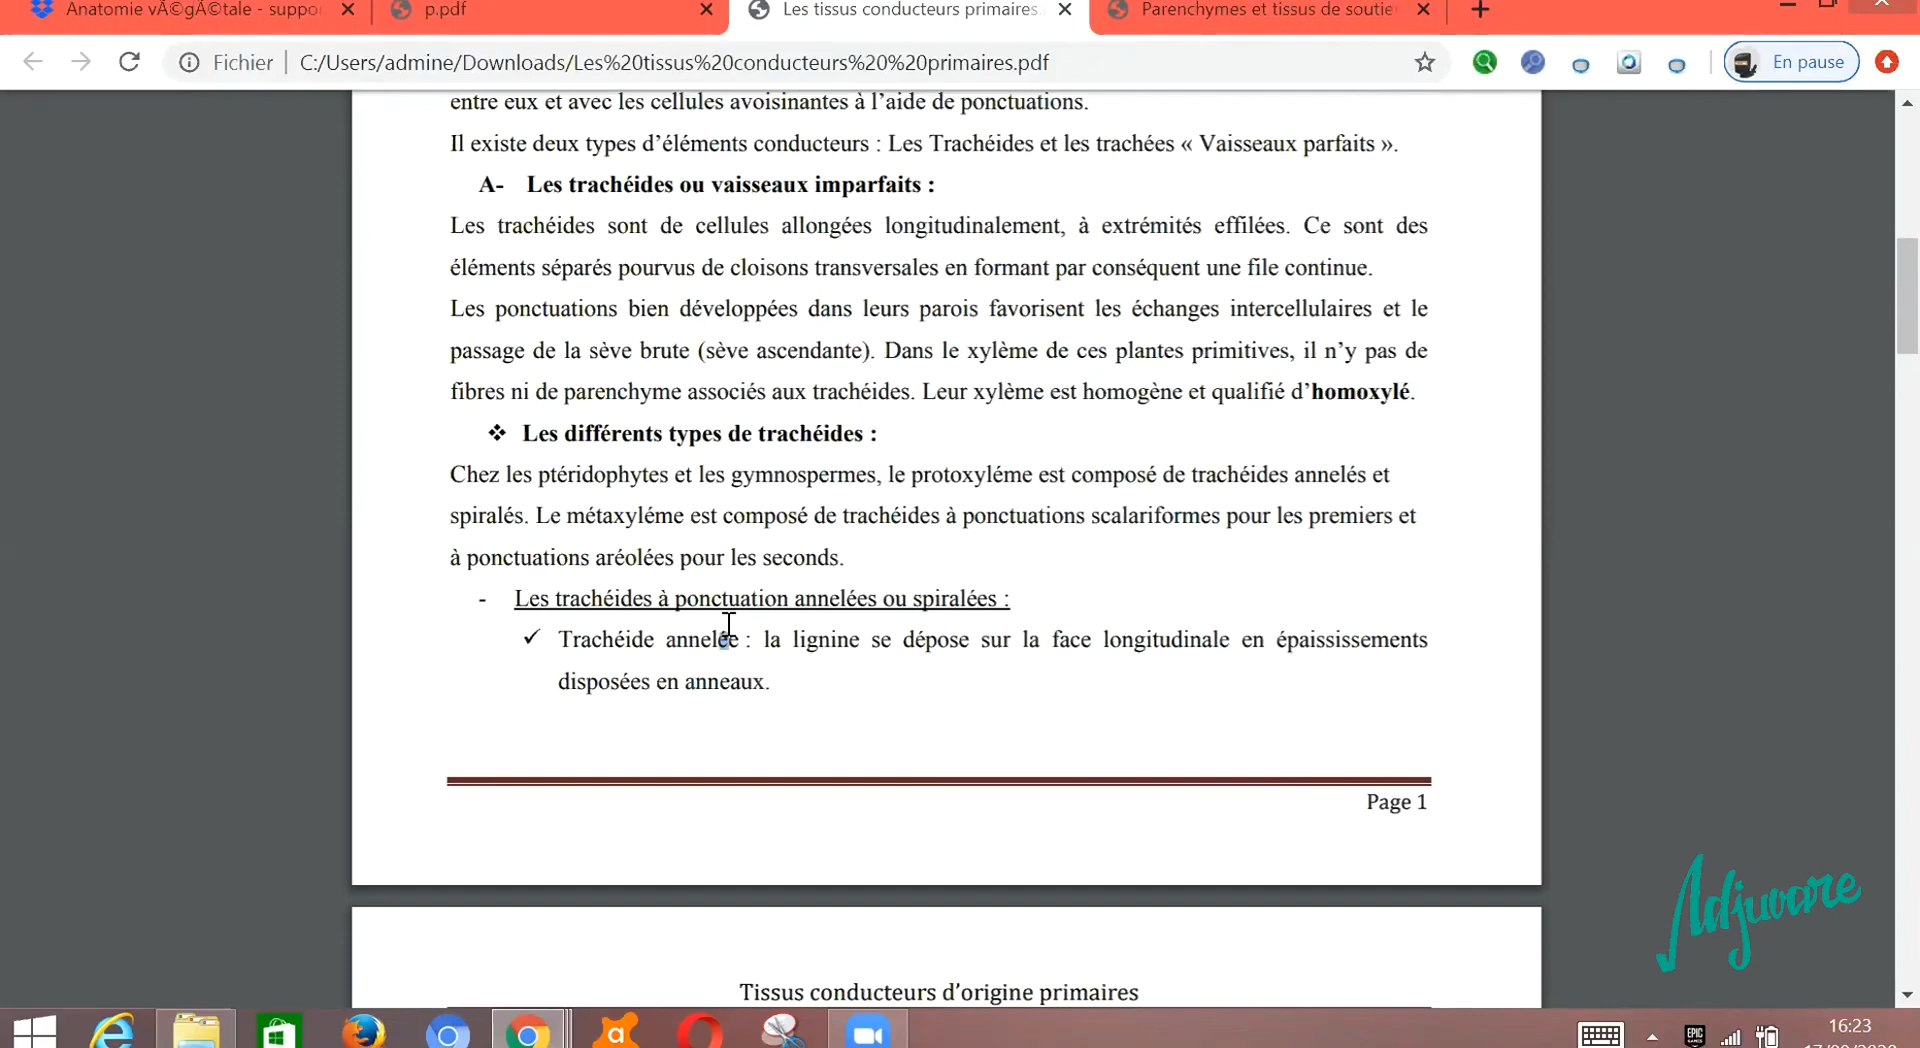 Anatomie vÃ©gÃ©tale - suppo
p.pdf
Les tissus conducteurs primaires.
Parenchymes et tissus de soutie
Fichier
C:/Users/admine/Downloads/Les%20tissus%20conducteurs%20%20primaires.pdf
En pause
entre eux et avec les cellules avoisinantes à l’aide de ponctuations.
Il existe deux types d’éléments conducteurs : Les Trachéides et les trachées « Vaisseaux parfaits ».
A- Les trachéides ou vaisseaux imparfaits :
Les trachéides sont de cellules allongées longitudinalement, à extrémités effilées. Ce sont des
éléments séparés pourvus de cloisons transversales en formant par conséquent une file continue.
Les ponctuations bien développées dans leurs parois favorisent les échanges intercellulaires et le
passage de la sève brute (sève ascendante). Dans le xylème de ces plantes primitives, il n’y pas de
fibres ni de parenchyme associés aux trachéides. Leur xylème est homogène et qualifié d’homoxylé.
❖ Les différents types de trachéides :
Chez les ptéridophytes et les gymnospermes, le protoxyléme est composé de trachéides annelés et
spiralés. Le métaxyléme est composé de trachéides à ponctuations scalariformes pour les premiers et
à ponctuations aréolées pour les seconds.
- Les trachéides à ponctuation annelées ou spiralées :
✓ Trachéide annelée : la lignine se dépose sur la face longitudinale en épaississements
disposées en anneaux.
Page 1
Adjuware
Tissus conducteurs d’origine primaires
EPIC
16:23